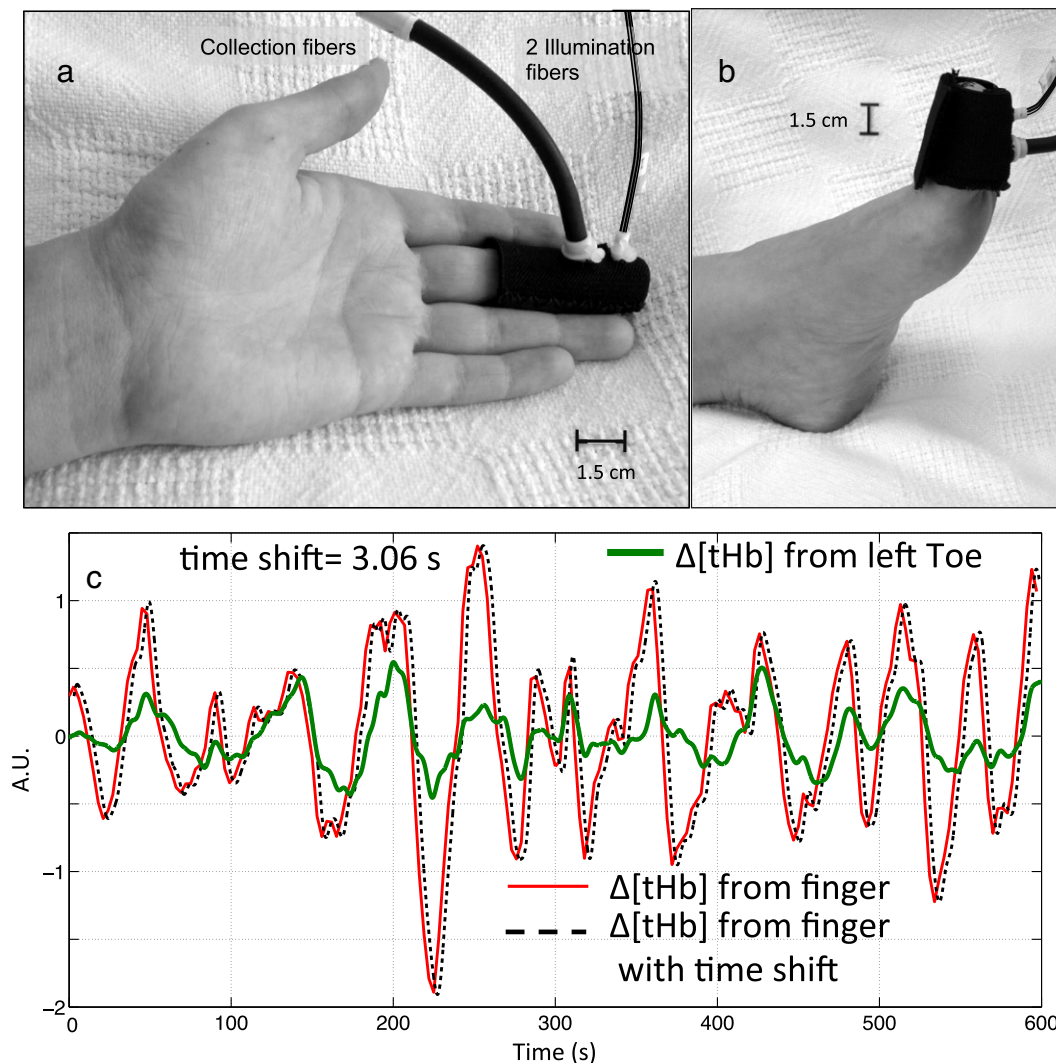 Collection fibers
2 Illumination
fibers
a
1.5 cm
b
1.5 cm
time shift= 3.06 s
c
Δ[tHb] from left Toe
Δ[tHb] from finger
Δ[tHb] from finger
with time shift
A.U.
1
0
−1
−2
0
100
200
300
400
500
600
Time (s)